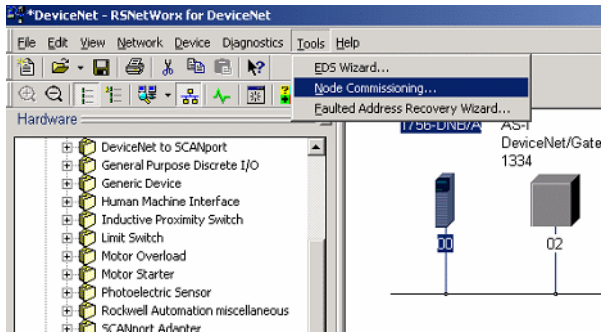 *DeviceNet - RSNetWorx for DeviceNet
File Edit View Network Device Diagnostics Tools Help
EDS Wizard...
Node Commissioning...
Faulted Address Recovery Wizard...
Hardware
DeviceNet to SCANport
General Purpose Discrete I/O
Generic Device
Human Machine Interface
Inductive Proximity Switch
Limit Switch
Motor Overload
Motor Starter
Photoelectric Sensor
Rockwell Automation miscellaneous
SCANport Adapter
1756-DNB/A
AS-I
DeviceNet/Gate
1334
00
02